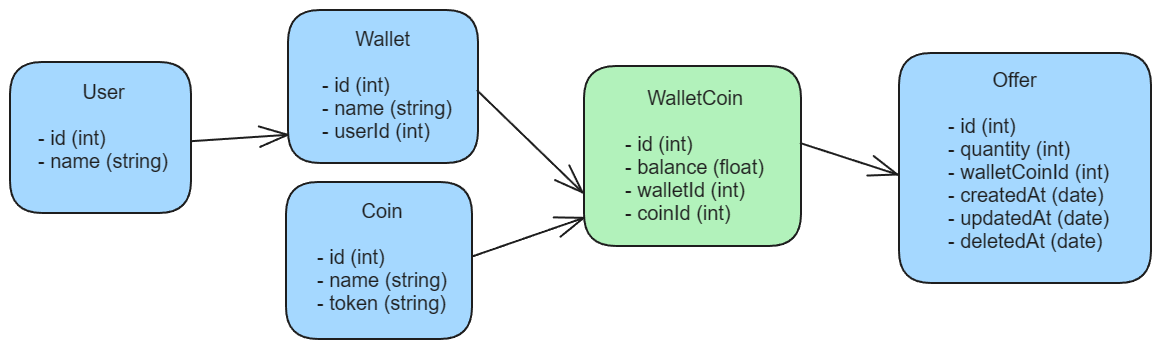 User
- id (int)
- name (string)
Wallet
- id (int)
- name (string)
- userId (int)
Coin
- id (int)
- name (string)
- token (string)
WalletCoin
- id (int)
- balance (float)
- walletId (int)
- coinId (int)
Offer
- id (int)
- quantity (int)
- walletCoinId (int)
- createdAt (date)
- updatedAt (date)
- deletedAt (date)